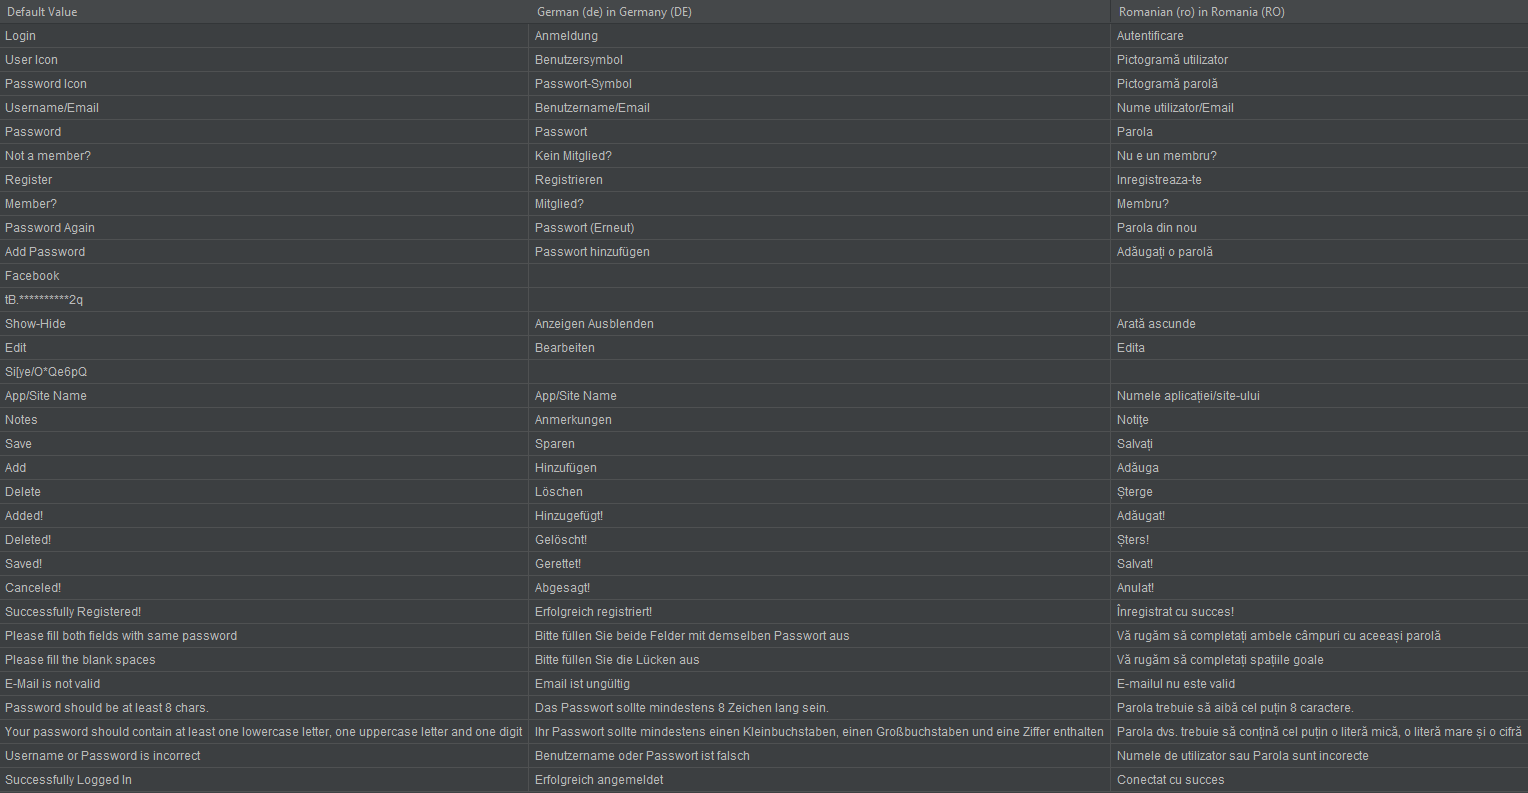 Default Value German (de) in Germany (DE) Romanian (ro) in Romania (RO)
Login Anmeldung Autentificare
User Icon Benutzersymbol Pictogramă utilizator
Password Icon Passwort-Symbol Pictogramă parolă
Username/Email Benutzername/Email Nume utilizator/Email
Password Passwort Parola
Not a member? Kein Mitglied? Nu e un membru?
Register Registrieren Inregistreaza-te
Member? Mitglied? Membru?
Password Again Passwort (Erneut) Parola din nou
Add Password Passwort hinzufügen Adăugați o parolă
Facebook
tB.**********2q
Show-Hide Anzeigen Ausblenden Arată ascunde
Edit Bearbeiten Edita
Si[ye/O*Qe6pQ
App/Site Name App/Site Name Numele aplicației/site-ului
Notes Anmerkungen Notiţe
Save Sparen Salvați
Add Hinzufügen Adăuga
Delete Löschen Șterge
Added! Hinzugefügt! Adăugat!
Deleted! Gelöscht! Șters!
Saved! Gerettet! Salvat!
Canceled! Abgesagt! Anulat!
Successfully Registered! Erfolgreich registriert! Înregistrat cu succes!
Please fill both fields with same password Bitte füllen Sie beide Felder mit demselben Passwort aus Vă rugăm să completați ambele câmpuri cu aceeași parolă
Please fill the blank spaces Bitte füllen Sie die Lücken aus Vă rugăm să completați spațiile goale
E-Mail is not valid Email ist ungültig E-mailul nu este valid
Password should be at least 8 chars. Das Passwort sollte mindestens 8 Zeichen lang sein. Parola trebuie să aibă cel puțin 8 caractere.
Your password should contain at least one lowercase letter, one uppercase letter and one digit Ihr Passwort sollte mindestens einen Kleinbuchstaben, einen Großbuchstaben und eine Ziffer enthalten Parola dvs. trebuie să conțină cel puțin o literă mică, o literă mare și o cifră
Username or Password is incorrect Benutzername oder Passwort ist falsch Numele de utilizator sau Parola sunt incorecte
Successfully Logged In Erfolgreich angemeldet Conectat cu succes